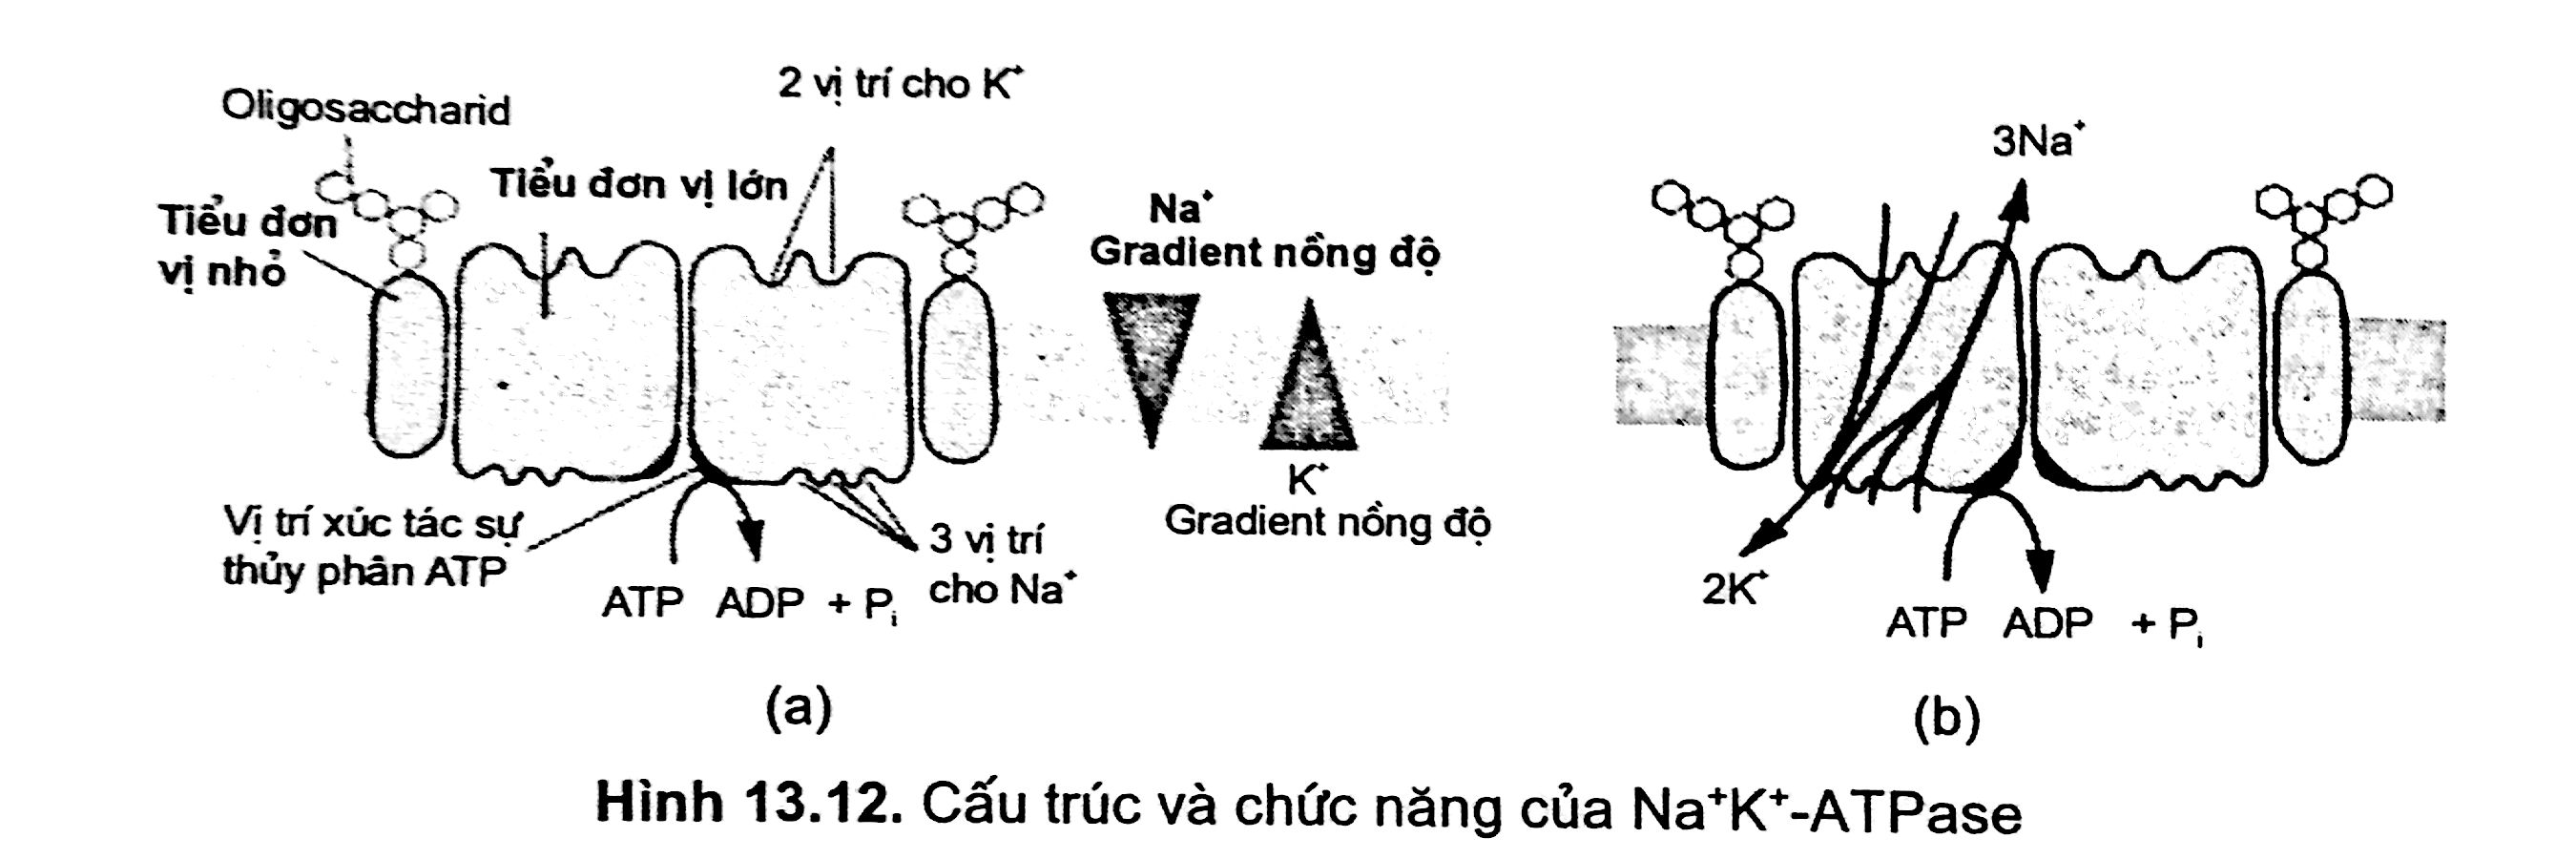 Oligosaccharid
2 vị trí cho K⁺
Tiểu đơn vị lớn
Tiểu đơn
vị nhỏ
Na⁺
Gradient nồng độ
K⁺
Gradient nồng độ
Vị trí xúc tác sự
thủy phân ATP
3 vị trí
cho Na⁺
ATP ADP + Pᵢ
(a)
3Na⁺
2K⁺
ATP ADP + Pᵢ
(b)
Hình 13.12. Cấu trúc và chức năng của Na⁺K⁺-ATPase